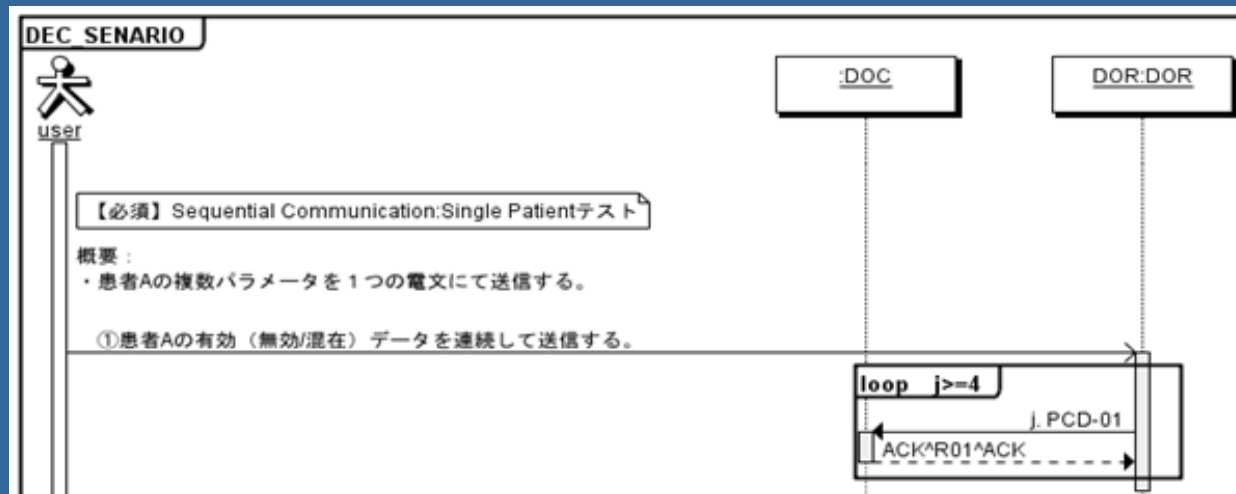 DEC_SENARIO
:DOC
DOR:DOR
user
【必須】Sequential Communication:Single Patientテスト
概要：
・患者Aの複数パラメータを１つの電文にて送信する。
①患者Aの有効（無効/混在）データを連続して送信する。
loop j>=4
j. PCD-01
ACK^R01^ACK